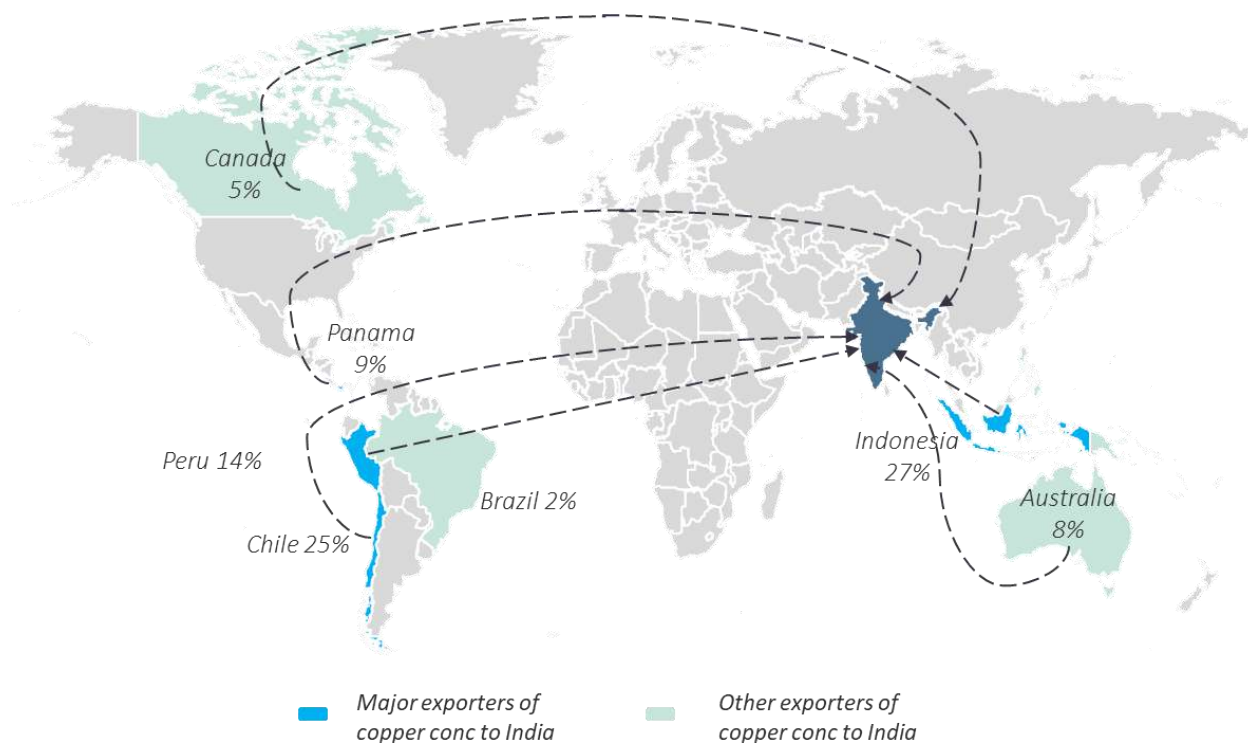 Canada
5%
Panama
9%
Peru 14%
Indonesia
27%
Brazil 2%
Australia
8%
Chile 25%
Major exporters of
copper conc to India
Other exporters of
copper conc to India